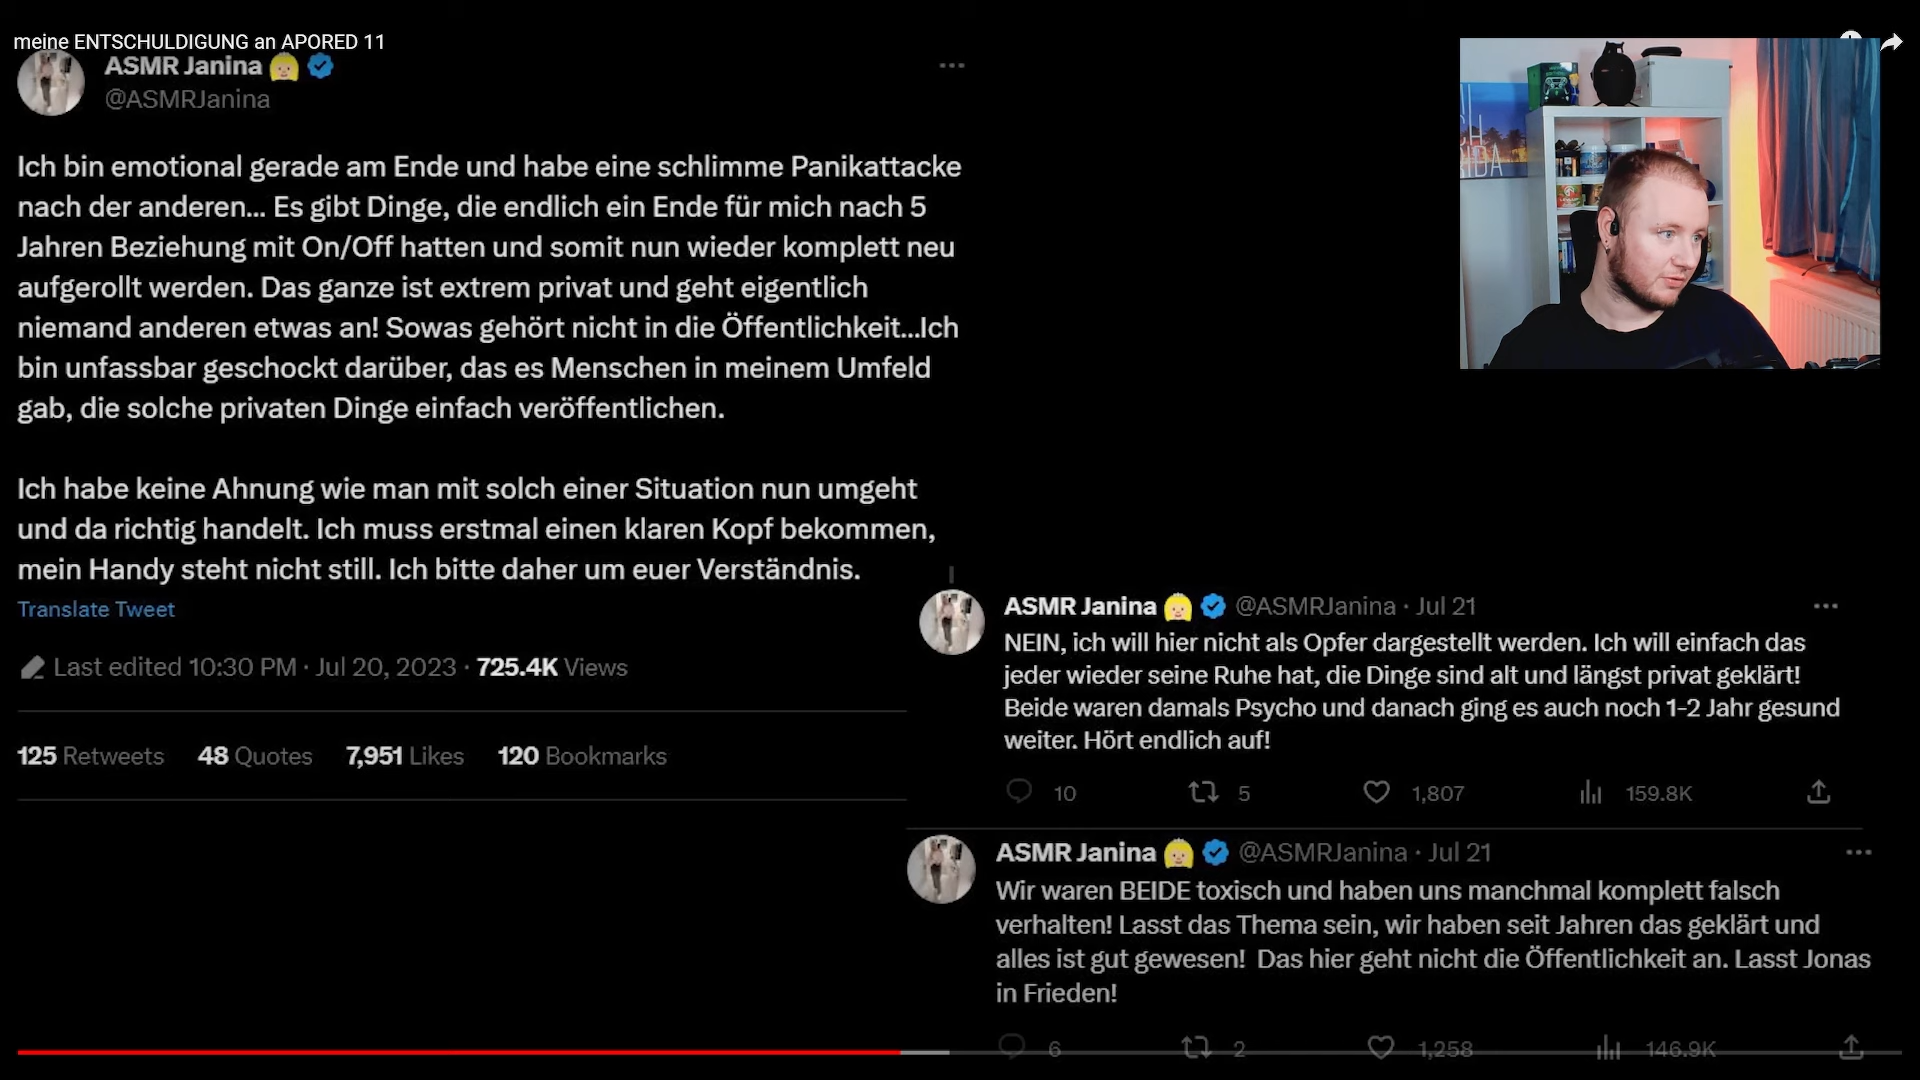 meine ENTSCHULDIGUNG an APORED 11
ASMR Janina
@ASMRJanina
Ich bin emotional gerade am Ende und habe eine schlimme Panikattacke
nach der anderen... Es gibt Dinge, die endlich ein Ende für mich nach 5
Jahren Beziehung mit On/Off hatten und somit nun wieder komplett neu
aufgerollt werden. Das ganze ist extrem privat und geht eigentlich
niemand anderen etwas an! Sowas gehört nicht in die Öffentlichkeit...Ich
bin unfassbar geschockt darüber, das es Menschen in meinem Umfeld
gab, die solche privaten Dinge einfach veröffentlichen.
Ich habe keine Ahnung wie man mit solch einer Situation nun umgeht
und da richtig handelt. Ich muss erstmal einen klaren Kopf bekommen,
mein Handy steht nicht still. Ich bitte daher um euer Verständnis.
Translate Tweet
Last edited 10:30 PM · Jul 20, 2023 · 725.4K Views
125 Retweets 48 Quotes 7,951 Likes 120 Bookmarks
ASMR Janina @ASMRJanina · Jul 21
NEIN, ich will hier nicht als Opfer dargestellt werden. Ich will einfach das
jeder wieder seine Ruhe hat, die Dinge sind alt und längst privat geklärt!
Beide waren damals Psycho und danach ging es auch noch 1-2 Jahr gesund
weiter. Hört endlich auf!
10 5 1,807 159.8K
ASMR Janina @ASMRJanina · Jul 21
Wir waren BEIDE toxisch und haben uns manchmal komplett falsch
verhalten! Lasst das Thema sein, wir haben seit Jahren das geklärt und
alles ist gut gewesen! Das hier geht nicht die Öffentlichkeit an. Lasst Jonas
in Frieden!
6 2 1,258 146.9K